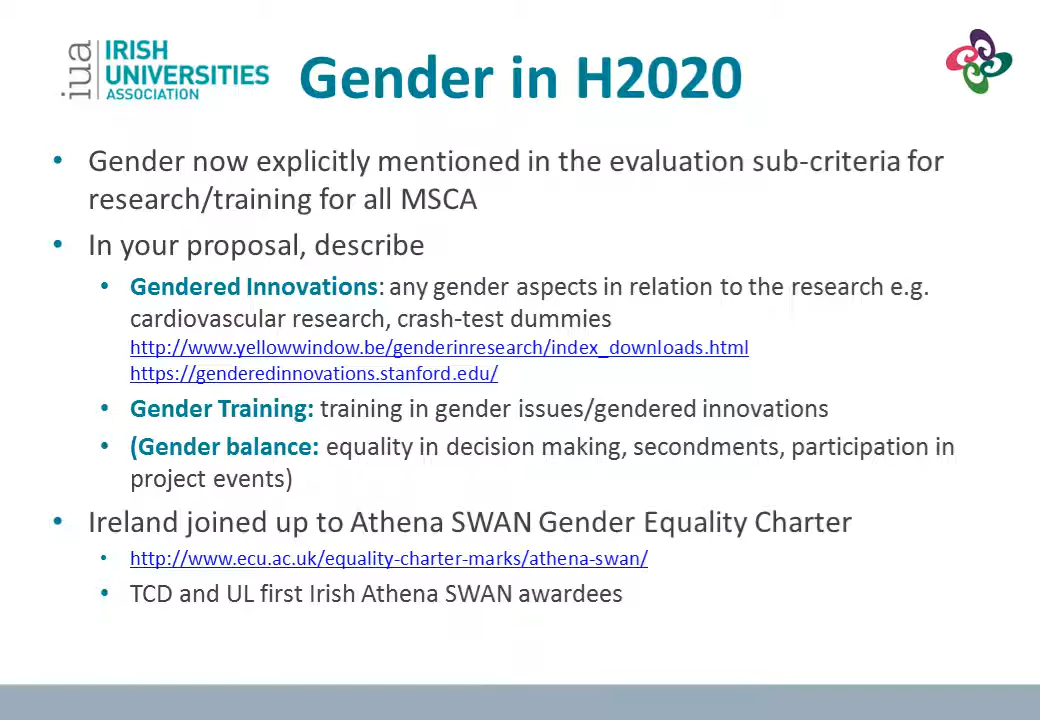 iua IRISH UNIVERSITIES ASSOCIATION
Gender in H2020
• Gender now explicitly mentioned in the evaluation sub-criteria for
research/training for all MSCA
• In your proposal, describe
• Gendered Innovations: any gender aspects in relation to the research e.g.
cardiovascular research, crash-test dummies
http://www.yellowwindow.be/genderinresearch/index_downloads.html
https://genderedinnovations.stanford.edu/
• Gender Training: training in gender issues/gendered innovations
• (Gender balance: equality in decision making, secondments, participation in
project events)
• Ireland joined up to Athena SWAN Gender Equality Charter
• http://www.ecu.ac.uk/equality-charter-marks/athena-swan/
• TCD and UL first Irish Athena SWAN awardees